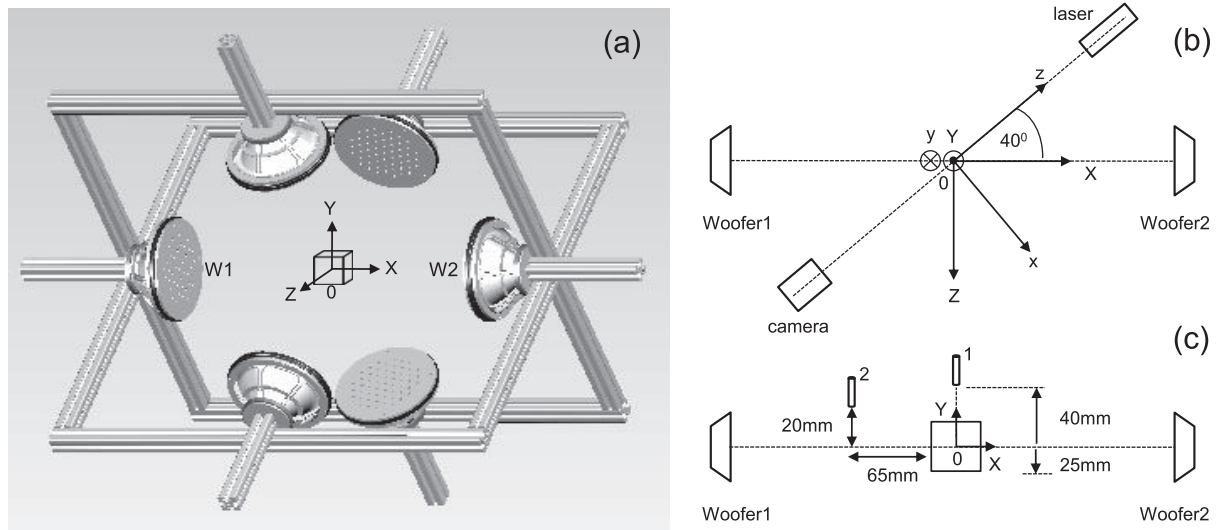 (a)
W1
Y
X
Z
0
W2
(b)
laser
z
y Y
40⁰
0
X
Woofer1
Woofer2
x
Z
camera
(c)
1
2
Y
20mm
40mm
0
X
65mm
25mm
Woofer1
Woofer2